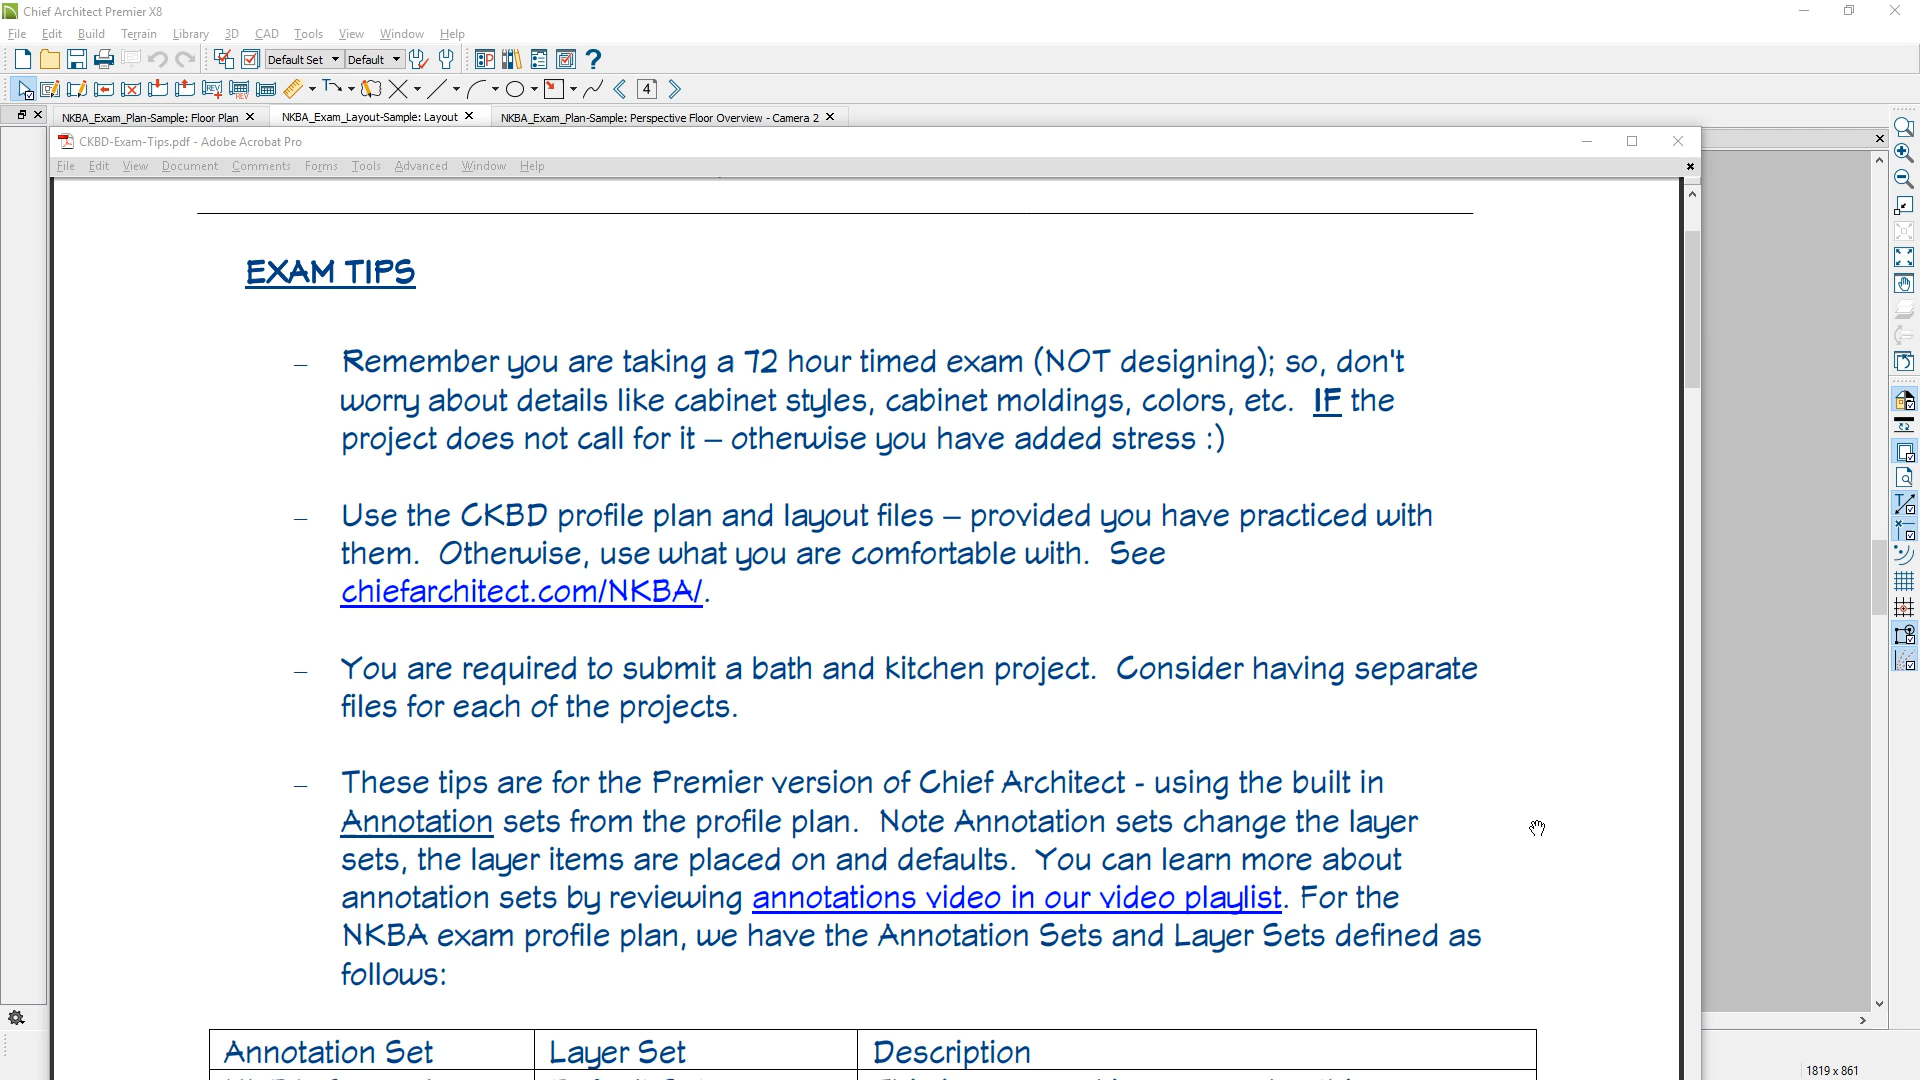 Chief Architect Premier X8
File Edit Build Terrain Library 3D CAD Tools View Window Help
Default Set Default
4
NKBA_Exam_Plan-Sample: Floor Plan NKBA_Exam_Layout-Sample: Layout NKBA_Exam_Plan-Sample: Perspective Floor Overview - Camera 2
CKBD-Exam-Tips.pdf - Adobe Acrobat Pro
File Edit View Document Comments Forms Tools Advanced Window Help
EXAM TIPS
– Remember you are taking a 72 hour timed exam (NOT designing); so, don't
worry about details like cabinet styles, cabinet moldings, colors, etc. IF the
project does not call for it – otherwise you have added stress :)
– Use the CKBD profile plan and layout files – provided you have practiced with
them. Otherwise, use what you are comfortable with. See
chiefarchitect.com/NKBA/.
– You are required to submit a bath and kitchen project. Consider having separate
files for each of the projects.
– These tips are for the Premier version of Chief Architect - using the built in
Annotation sets from the profile plan. Note Annotation sets change the layer
sets, the layer items are placed on and defaults. You can learn more about
annotation sets by reviewing annotations video in our video playlist. For the
NKBA exam profile plan, we have the Annotation Sets and Layer Sets defined as
follows:
Annotation Set Layer Set Description
1819 x 861